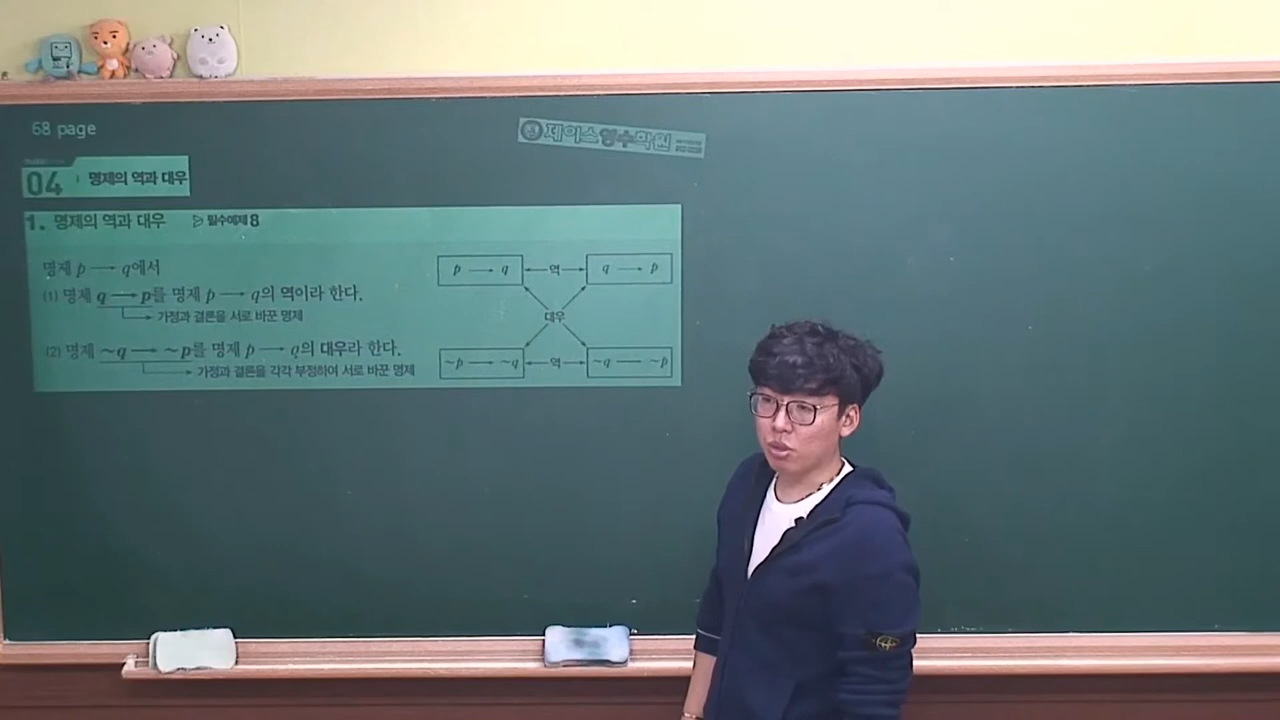 68 page
제이스영수학원
04 명제의 역과 대우
1. 명제의 역과 대우 ▷ 필수예제 8
명제 p → q에서
(1) 명제 q → p를 명제 p → q의 역이라 한다.
가정과 결론을 서로 바꾼 명제
(2) 명제 ~q → ~p를 명제 p → q의 대우라 한다.
가정과 결론을 각각 부정하여 서로 바꾼 명제
p → q 역 q → p
대우
~p → ~q 역 ~q → ~p